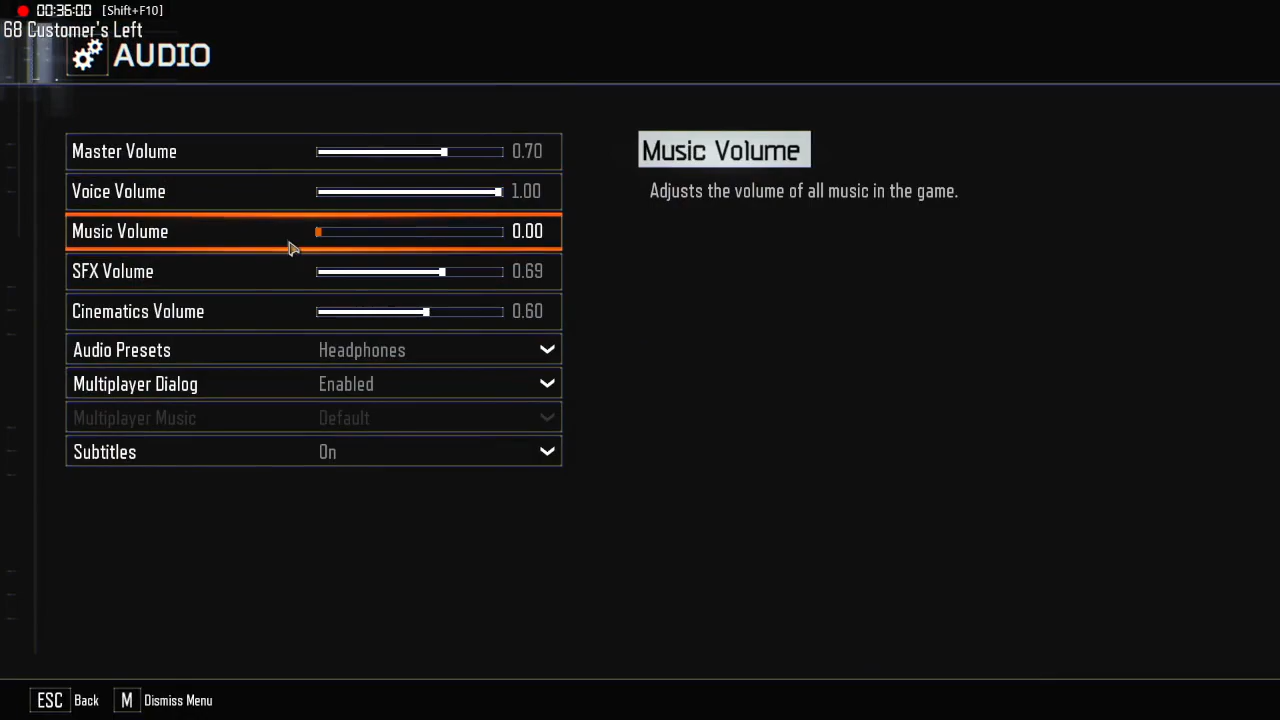 00:36:00 [Shift+F10]
68 Customer's Left
AUDIO
Master Volume 0.70
Voice Volume 1.00
Music Volume 0.00
SFX Volume 0.69
Cinematics Volume 0.60
Audio Presets Headphones
Multiplayer Dialog Enabled
Multiplayer Music Default
Subtitles On
Music Volume
Adjusts the volume of all music in the game.
ESC Back M Dismiss Menu